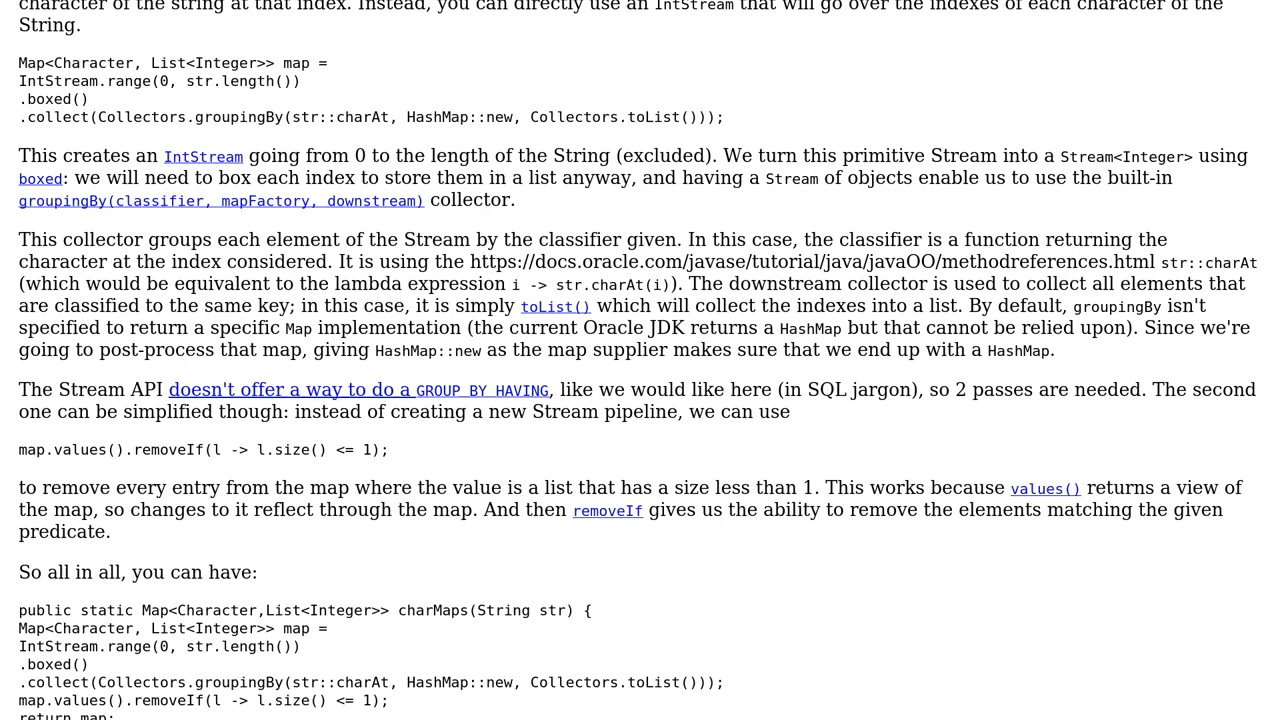 character of the string at that index. Instead, you can directly use an IntStream that will go over the indexes of each character of the
String.
Map<Character, List<Integer>> map =
IntStream.range(0, str.length())
.boxed()
.collect(Collectors.groupingBy(str::charAt, HashMap::new, Collectors.toList()));
This creates an IntStream going from 0 to the length of the String (excluded). We turn this primitive Stream into a Stream<Integer> using
boxed: we will need to box each index to store them in a list anyway, and having a Stream of objects enable us to use the built-in
groupingBy(classifier, mapFactory, downstream) collector.
This collector groups each element of the Stream by the classifier given. In this case, the classifier is a function returning the
character at the index considered. It is using the https://docs.oracle.com/javase/tutorial/java/javaOO/methodreferences.html str::charAt
(which would be equivalent to the lambda expression i -> str.charAt(i)). The downstream collector is used to collect all elements that
are classified to the same key; in this case, it is simply toList() which will collect the indexes into a list. By default, groupingBy isn't
specified to return a specific Map implementation (the current Oracle JDK returns a HashMap but that cannot be relied upon). Since we're
going to post-process that map, giving HashMap::new as the map supplier makes sure that we end up with a HashMap.
The Stream API doesn't offer a way to do a GROUP BY HAVING, like we would like here (in SQL jargon), so 2 passes are needed. The second
one can be simplified though: instead of creating a new Stream pipeline, we can use
map.values().removeIf(l -> l.size() <= 1);
to remove every entry from the map where the value is a list that has a size less than 1. This works because values() returns a view of
the map, so changes to it reflect through the map. And then removeIf gives us the ability to remove the elements matching the given
predicate.
So all in all, you can have:
public static Map<Character,List<Integer>> charMaps(String str) {
Map<Character, List<Integer>> map =
IntStream.range(0, str.length())
.boxed()
.collect(Collectors.groupingBy(str::charAt, HashMap::new, Collectors.toList()));
map.values().removeIf(l -> l.size() <= 1);
return map;